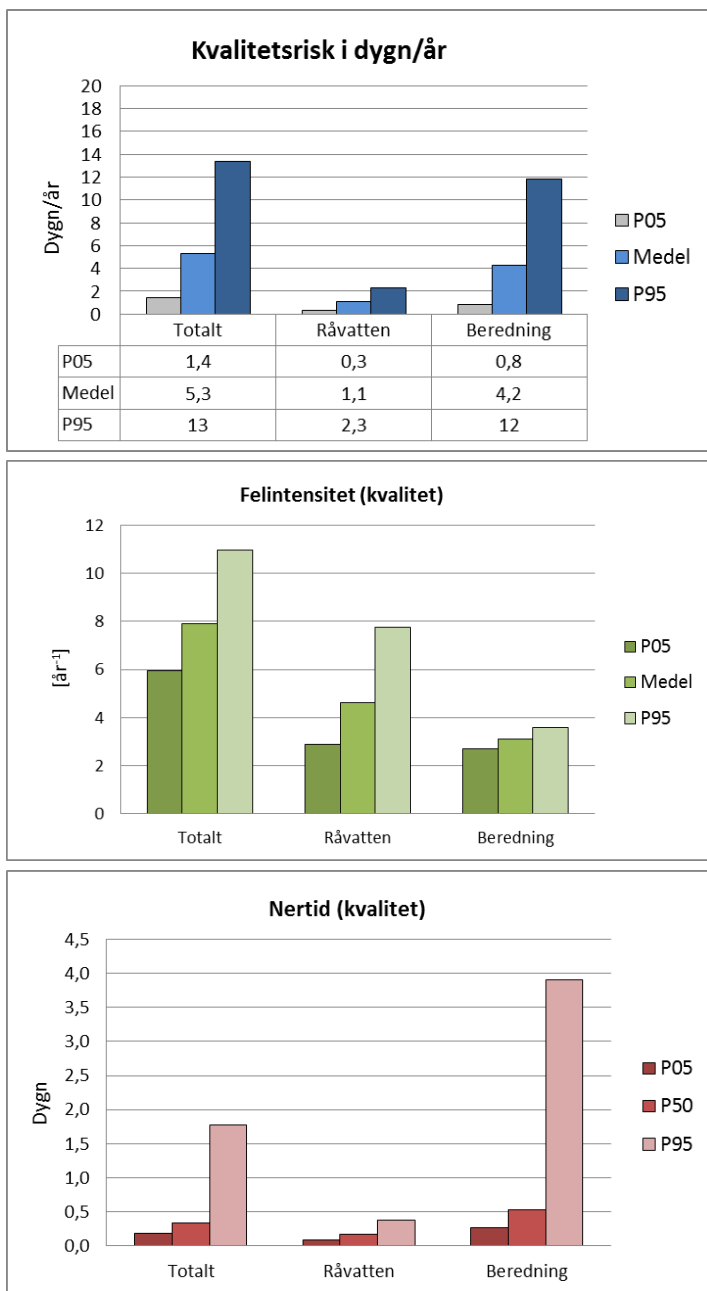 Kvalitetsrisk i dygn/år
20
18
16
14
12
10
8
6
4
2
0
Dygn/år
Totalt Råvatten Beredning
P05 1,4 0,3 0,8
Medel 5,3 1,1 4,2
P95 13 2,3 12
P05
Medel
P95
Felintensitet (kvalitet)
12
10
8
6
4
2
0
[år⁻¹]
Totalt Råvatten Beredning
P05
Medel
P95
Nertid (kvalitet)
4,5
4,0
3,5
3,0
2,5
2,0
1,5
1,0
0,5
0,0
Dygn
Totalt Råvatten Beredning
P05
P50
P95